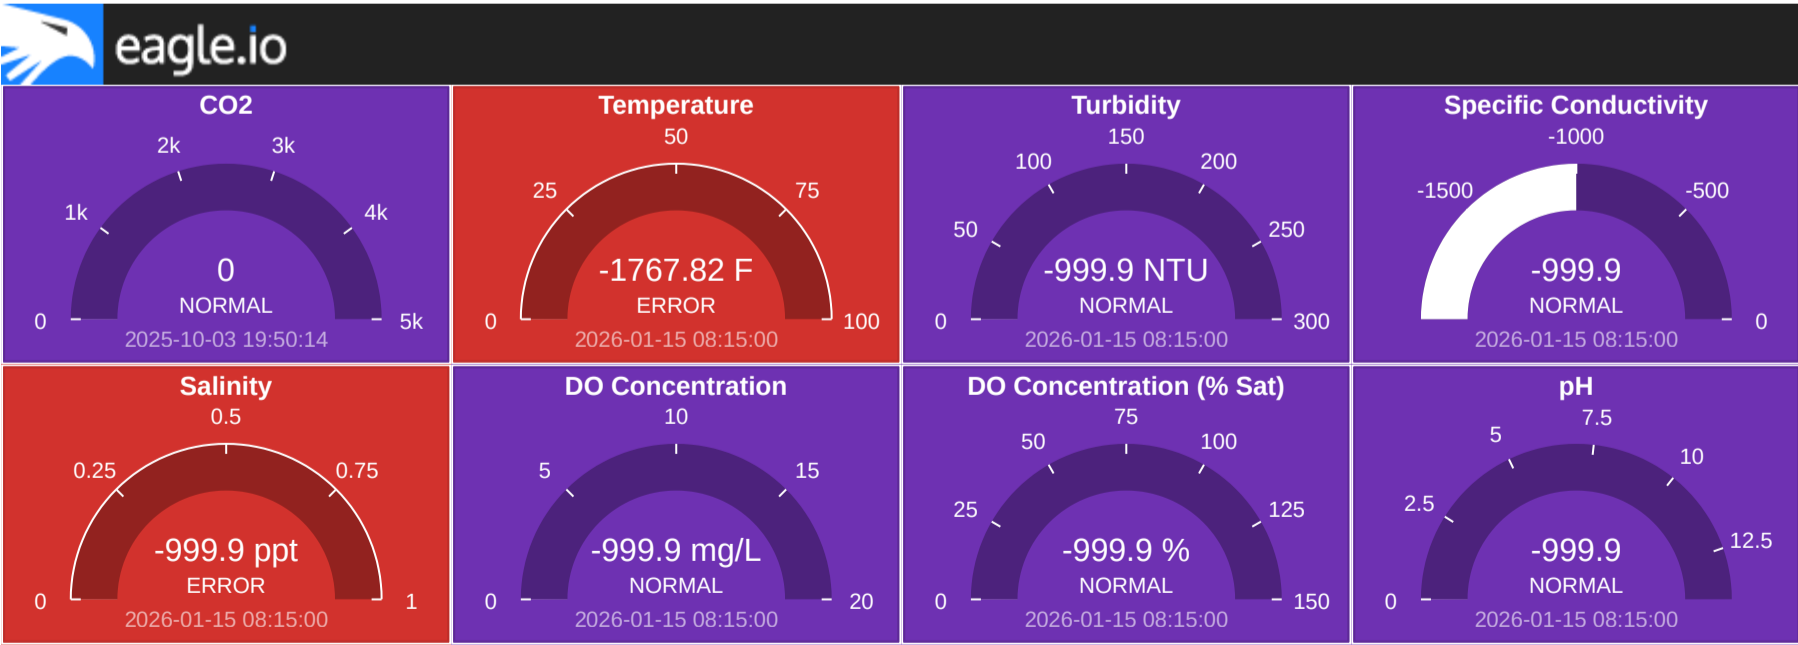 eagle.io
CO2
2k 3k
1k 4k
0
NORMAL
0 5k
2025-10-03 19:50:14
Temperature
50
25 75
-1767.82 F
ERROR
0 100
2026-01-15 08:15:00
Turbidity
150
100 200
50 250
-999.9 NTU
NORMAL
0 300
2026-01-15 08:15:00
Specific Conductivity
-1000
-1500 -500
-999.9
NORMAL
0
2026-01-15 08:15:00
Salinity
0.5
0.25 0.75
-999.9 ppt
ERROR
0 1
2026-01-15 08:15:00
DO Concentration
10
5 15
-999.9 mg/L
NORMAL
0 20
2026-01-15 08:15:00
DO Concentration (% Sat)
75
50 100
25 125
-999.9 %
NORMAL
0 150
2026-01-15 08:15:00
pH
7.5
5 10
2.5 12.5
-999.9
NORMAL
0
2026-01-15 08:15:00